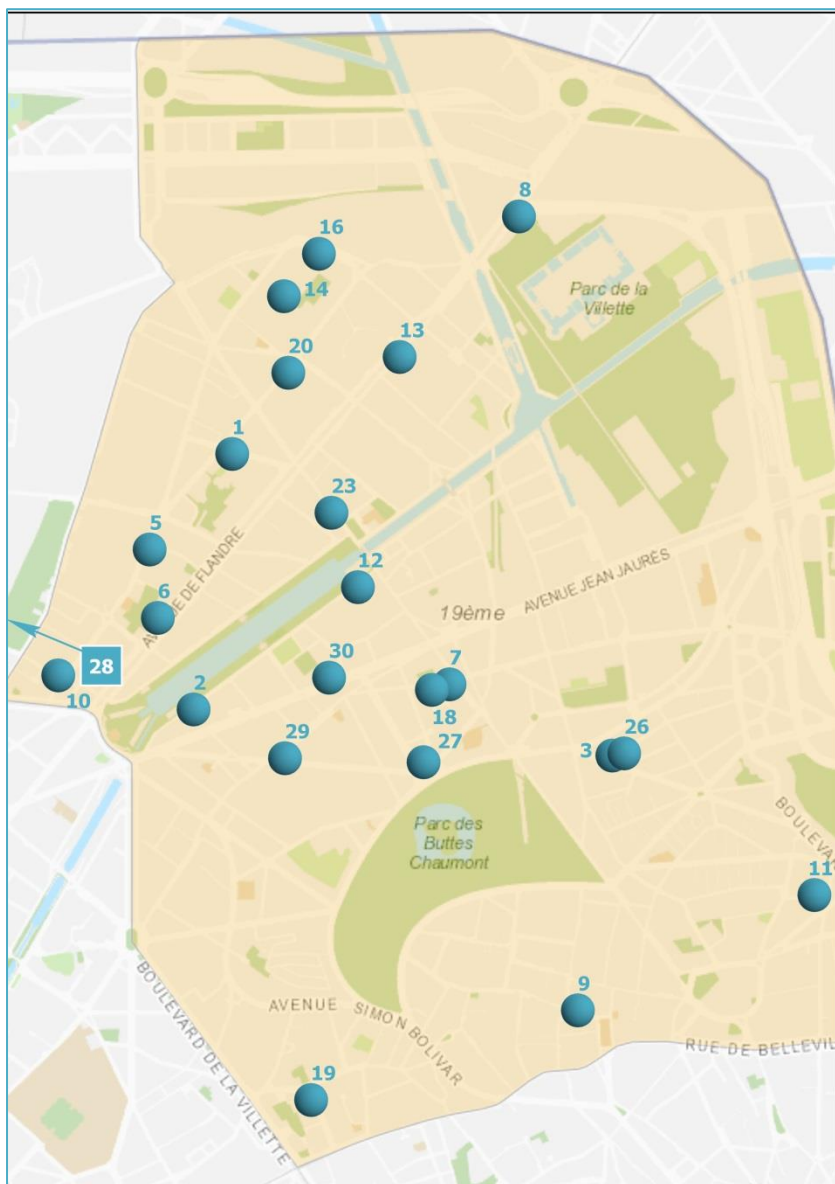 8
16
Parc de la
Villette
14
13
20
1
23
5
AVENUE DE FLANDRE
12
AVENUE JEAN JAURÈS
6
19ème
28
30
7
10
2
18
29
27
3
26
Parc des
Buttes
Chaumont
BOULEVAR
11
9
AVENUE SIMON BOLIVAR
BOULEVARD DE LA VILLETTE
RUE DE BELLEVIL
19